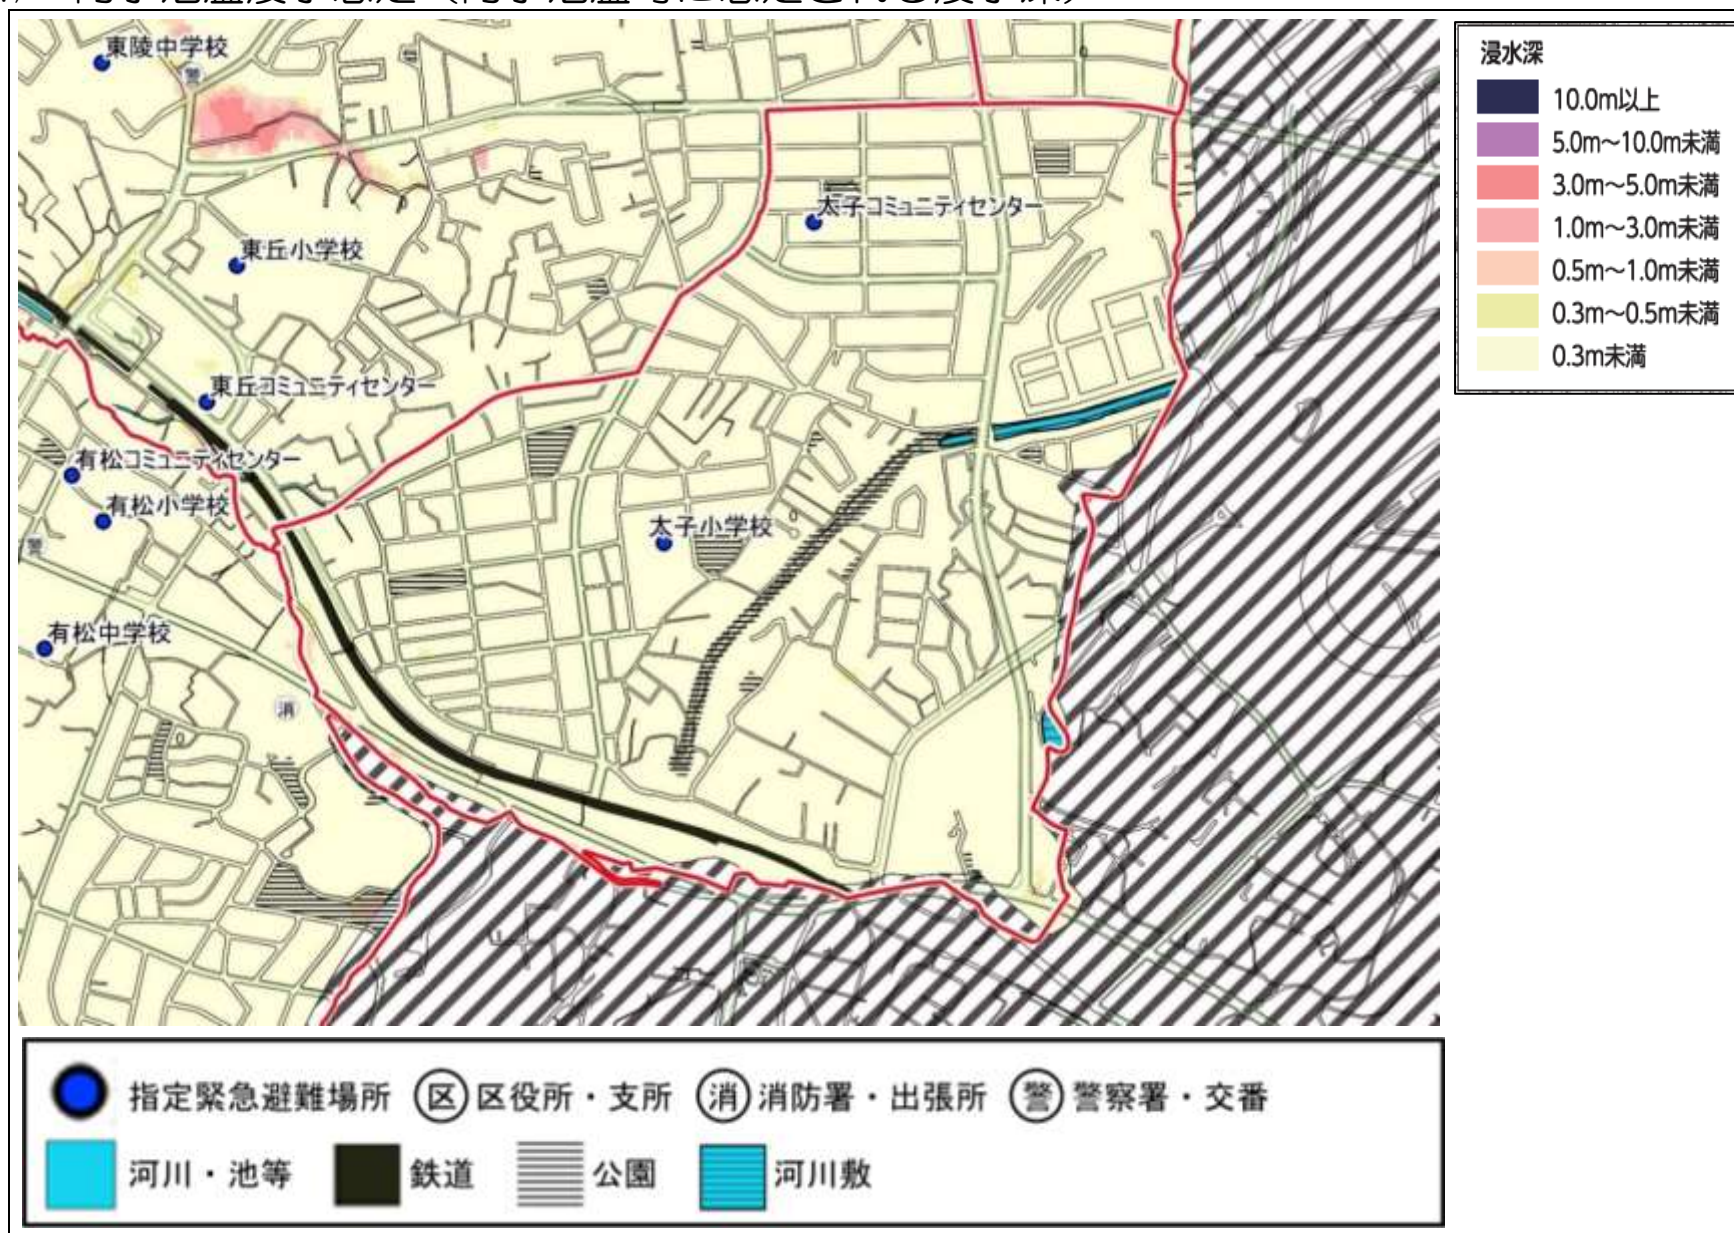 東陵中学校
警
太子コミュニティセンター
東丘小学校
東丘コミュニティセンター
有松コミュニティセンター
有松小学校
太子小学校
警
有松中学校
消
浸水深
10.0m以上
5.0m～10.0m未満
3.0m～5.0m未満
1.0m～3.0m未満
0.5m～1.0m未満
0.3m～0.5m未満
0.3m未満
指定緊急避難場所 区 区役所・支所 消 消防署・出張所 警 警察署・交番
河川・池等 鉄道 公園 河川敷